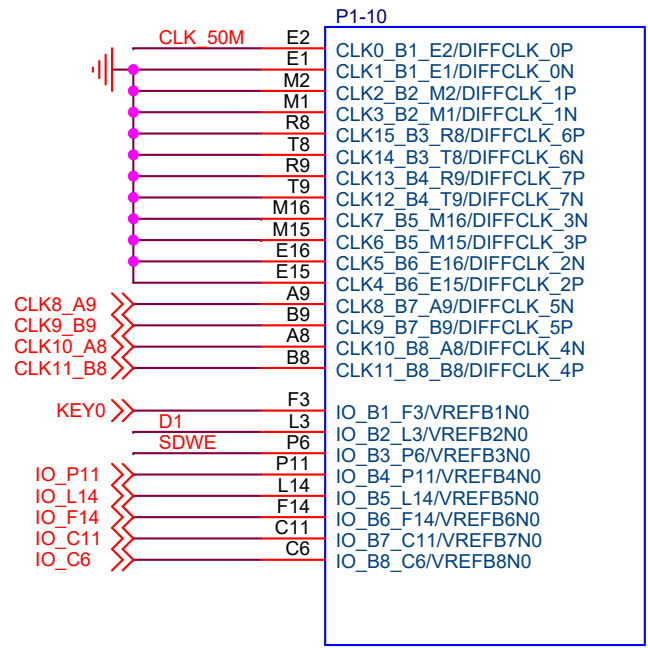 P1-10
CLK_50M E2 CLK0_B1_E2/DIFFCLK_0P
E1 CLK1_B1_E1/DIFFCLK_0N
M2 CLK2_B2_M2/DIFFCLK_1P
M1 CLK3_B2_M1/DIFFCLK_1N
R8 CLK15_B3_R8/DIFFCLK_6P
T8 CLK14_B3_T8/DIFFCLK_6N
R9 CLK13_B4_R9/DIFFCLK_7P
T9 CLK12_B4_T9/DIFFCLK_7N
M16 CLK7_B5_M16/DIFFCLK_3N
M15 CLK6_B5_M15/DIFFCLK_3P
E16 CLK5_B6_E16/DIFFCLK_2N
E15 CLK4_B6_E15/DIFFCLK_2P
CLK8_A9 A9 CLK8_B7_A9/DIFFCLK_5N
CLK9_B9 B9 CLK9_B7_B9/DIFFCLK_5P
CLK10_A8 A8 CLK10_B8_A8/DIFFCLK_4N
CLK11_B8 B8 CLK11_B8_B8/DIFFCLK_4P
KEY0 F3 IO_B1_F3/VREFB1N0
D1 L3 IO_B2_L3/VREFB2N0
SDWE P6 IO_B3_P6/VREFB3N0
IO_P11 P11 IO_B4_P11/VREFB4N0
IO_L14 L14 IO_B5_L14/VREFB5N0
IO_F14 F14 IO_B6_F14/VREFB6N0
IO_C11 C11 IO_B7_C11/VREFB7N0
IO_C6 C6 IO_B8_C6/VREFB8N0